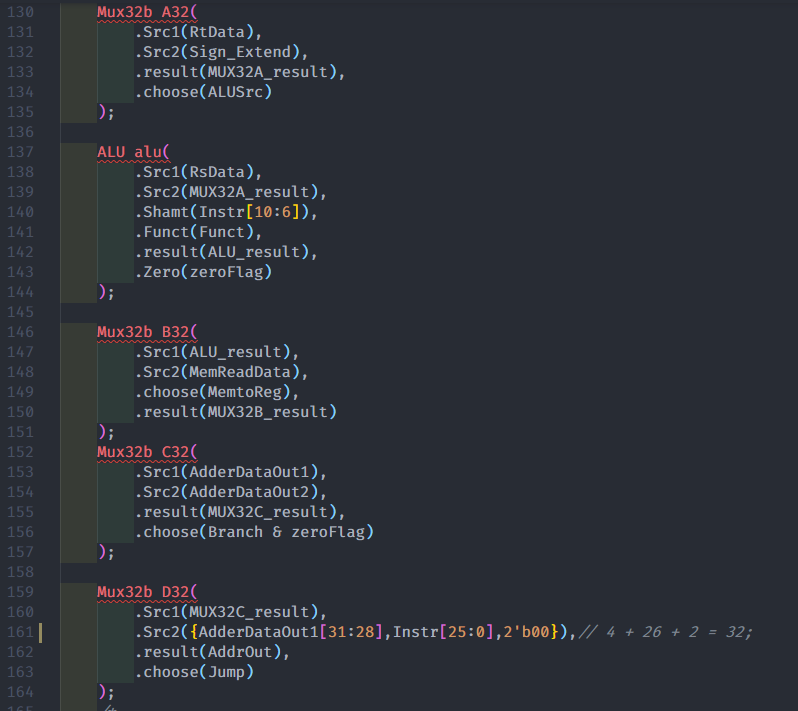 130 Mux32b A32(
131 .Src1(RtData),
132 .Src2(Sign_Extend),
133 .result(MUX32A_result),
134 .choose(ALUSrc)
135 );
136
137 ALU alu(
138 .Src1(RsData),
139 .Src2(MUX32A_result),
140 .Shamt(Instr[10:6]),
141 .Funct(Funct),
142 .result(ALU_result),
143 .Zero(zeroFlag)
144 );
145
146 Mux32b B32(
147 .Src1(ALU_result),
148 .Src2(MemReadData),
149 .choose(MemtoReg),
150 .result(MUX32B_result)
151 );
152 Mux32b C32(
153 .Src1(AdderDataOut1),
154 .Src2(AdderDataOut2),
155 .result(MUX32C_result),
156 .choose(Branch & zeroFlag)
157 );
158
159 Mux32b D32(
160 .Src1(MUX32C_result),
161 .Src2({AdderDataOut1[31:28],Instr[25:0],2'b00}),// 4 + 26 + 2 = 32;
162 .result(AddrOut),
163 .choose(Jump)
164 );